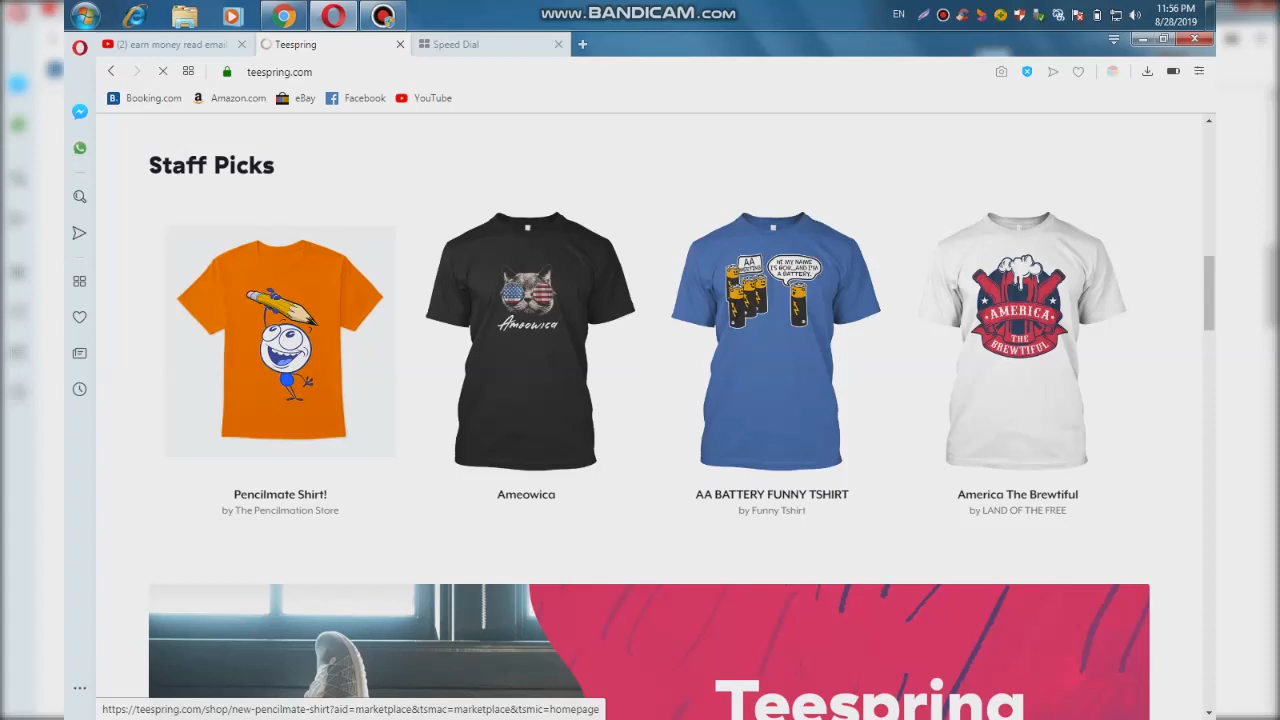 www.BANDICAM.com
EN
11:56 PM
8/28/2019
(2) earn money read email
Teespring
Speed Dial
teespring.com
B.
Booking.com
a
Amazon.com
eBay
Facebook
YouTube
Staff Picks
Ameowica
AA
MEETING
HI MY NAME
IS BOB...AND I'M
A BATTERY.
AMERICA
THE
BREWTIFUL
Pencilmate Shirt!
by The Pencilmation Store
Ameowica
AA BATTERY FUNNY TSHIRT
by Funny Tshirt
America The Brewtiful
by LAND OF THE FREE
Teespring
https://teespring.com/shop/new-pencilmate-shirt?aid=marketplace&tsmac=marketplace&tsmic=homepage